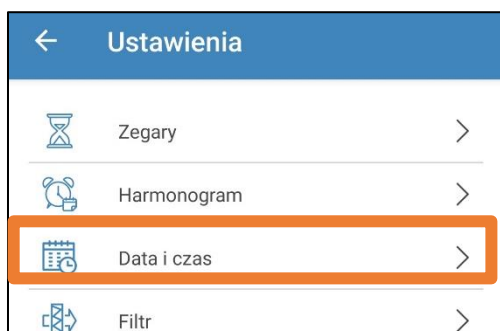 Ustawienia
Zegary
Harmonogram
Data i czas
Filtr